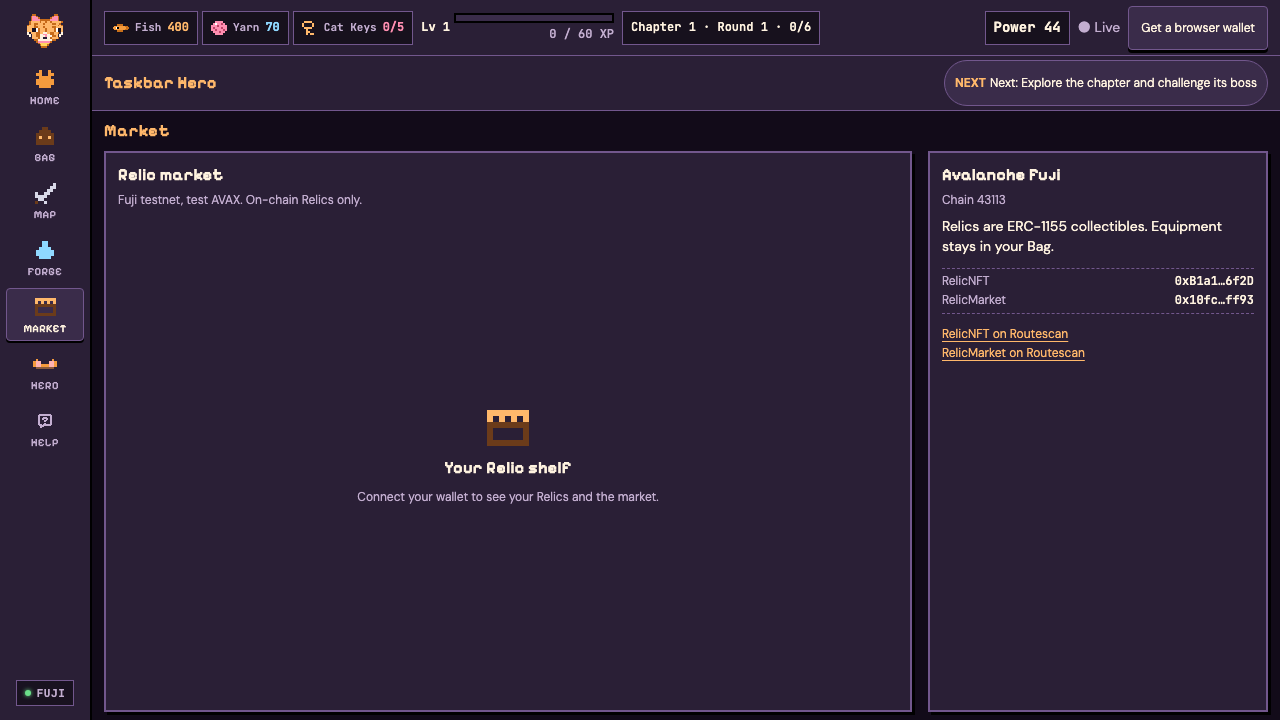 Fish 400
Yarn 70
Cat Keys 0/5
Lv 1
0 / 60 XP
Chapter 1 · Round 1 · 0/6
Power 44
Live
Get a browser wallet
HOME
BAG
MAP
FORGE
MARKET
HERO
HELP
FUJI
Taskbar Hero
NEXT Next: Explore the chapter and challenge its boss
Market
Relic market
Fuji testnet, test AVAX. On-chain Relics only.
Your Relic shelf
Connect your wallet to see your Relics and the market.
Avalanche Fuji
Chain 43113
Relics are ERC-1155 collectibles. Equipment
stays in your Bag.
RelicNFT 0xB1a1…6f2D
RelicMarket 0x10fc…ff93
RelicNFT on Routescan
RelicMarket on Routescan